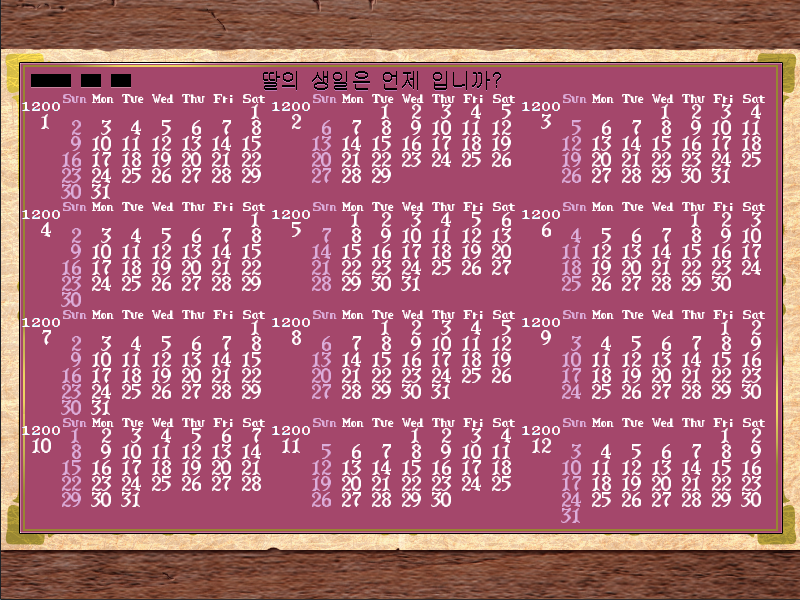 딸의 생일은 언제 입니까?
1200
1
Sun Mon Tue Wed Thu Fri Sat
1
2 3 4 5 6 7 8
9 10 11 12 13 14 15
16 17 18 19 20 21 22
23 24 25 26 27 28 29
30 31
1200
2
Sun Mon Tue Wed Thu Fri Sat
1 2 3 4 5
6 7 8 9 10 11 12
13 14 15 16 17 18 19
20 21 22 23 24 25 26
27 28 29
1200
3
Sun Mon Tue Wed Thu Fri Sat
1 2 3 4
5 6 7 8 9 10 11
12 13 14 15 16 17 18
19 20 21 22 23 24 25
26 27 28 29 30 31
1200
4
Sun Mon Tue Wed Thu Fri Sat
1
2 3 4 5 6 7 8
9 10 11 12 13 14 15
16 17 18 19 20 21 22
23 24 25 26 27 28 29
30
1200
5
Sun Mon Tue Wed Thu Fri Sat
1 2 3 4 5 6
7 8 9 10 11 12 13
14 15 16 17 18 19 20
21 22 23 24 25 26 27
28 29 30 31
1200
6
Sun Mon Tue Wed Thu Fri Sat
1 2 3
4 5 6 7 8 9 10
11 12 13 14 15 16 17
18 19 20 21 22 23 24
25 26 27 28 29 30
1200
7
Sun Mon Tue Wed Thu Fri Sat
1
2 3 4 5 6 7 8
9 10 11 12 13 14 15
16 17 18 19 20 21 22
23 24 25 26 27 28 29
30 31
1200
8
Sun Mon Tue Wed Thu Fri Sat
1 2 3 4 5
6 7 8 9 10 11 12
13 14 15 16 17 18 19
20 21 22 23 24 25 26
27 28 29 30 31
1200
9
Sun Mon Tue Wed Thu Fri Sat
1 2
3 4 5 6 7 8 9
10 11 12 13 14 15 16
17 18 19 20 21 22 23
24 25 26 27 28 29 30
1200
10
Sun Mon Tue Wed Thu Fri Sat
1 2 3 4 5 6 7
8 9 10 11 12 13 14
15 16 17 18 19 20 21
22 23 24 25 26 27 28
29 30 31
1200
11
Sun Mon Tue Wed Thu Fri Sat
1 2 3 4
5 6 7 8 9 10 11
12 13 14 15 16 17 18
19 20 21 22 23 24 25
26 27 28 29 30
1200
12
Sun Mon Tue Wed Thu Fri Sat
1 2
3 4 5 6 7 8 9
10 11 12 13 14 15 16
17 18 19 20 21 22 23
24 25 26 27 28 29 30
31